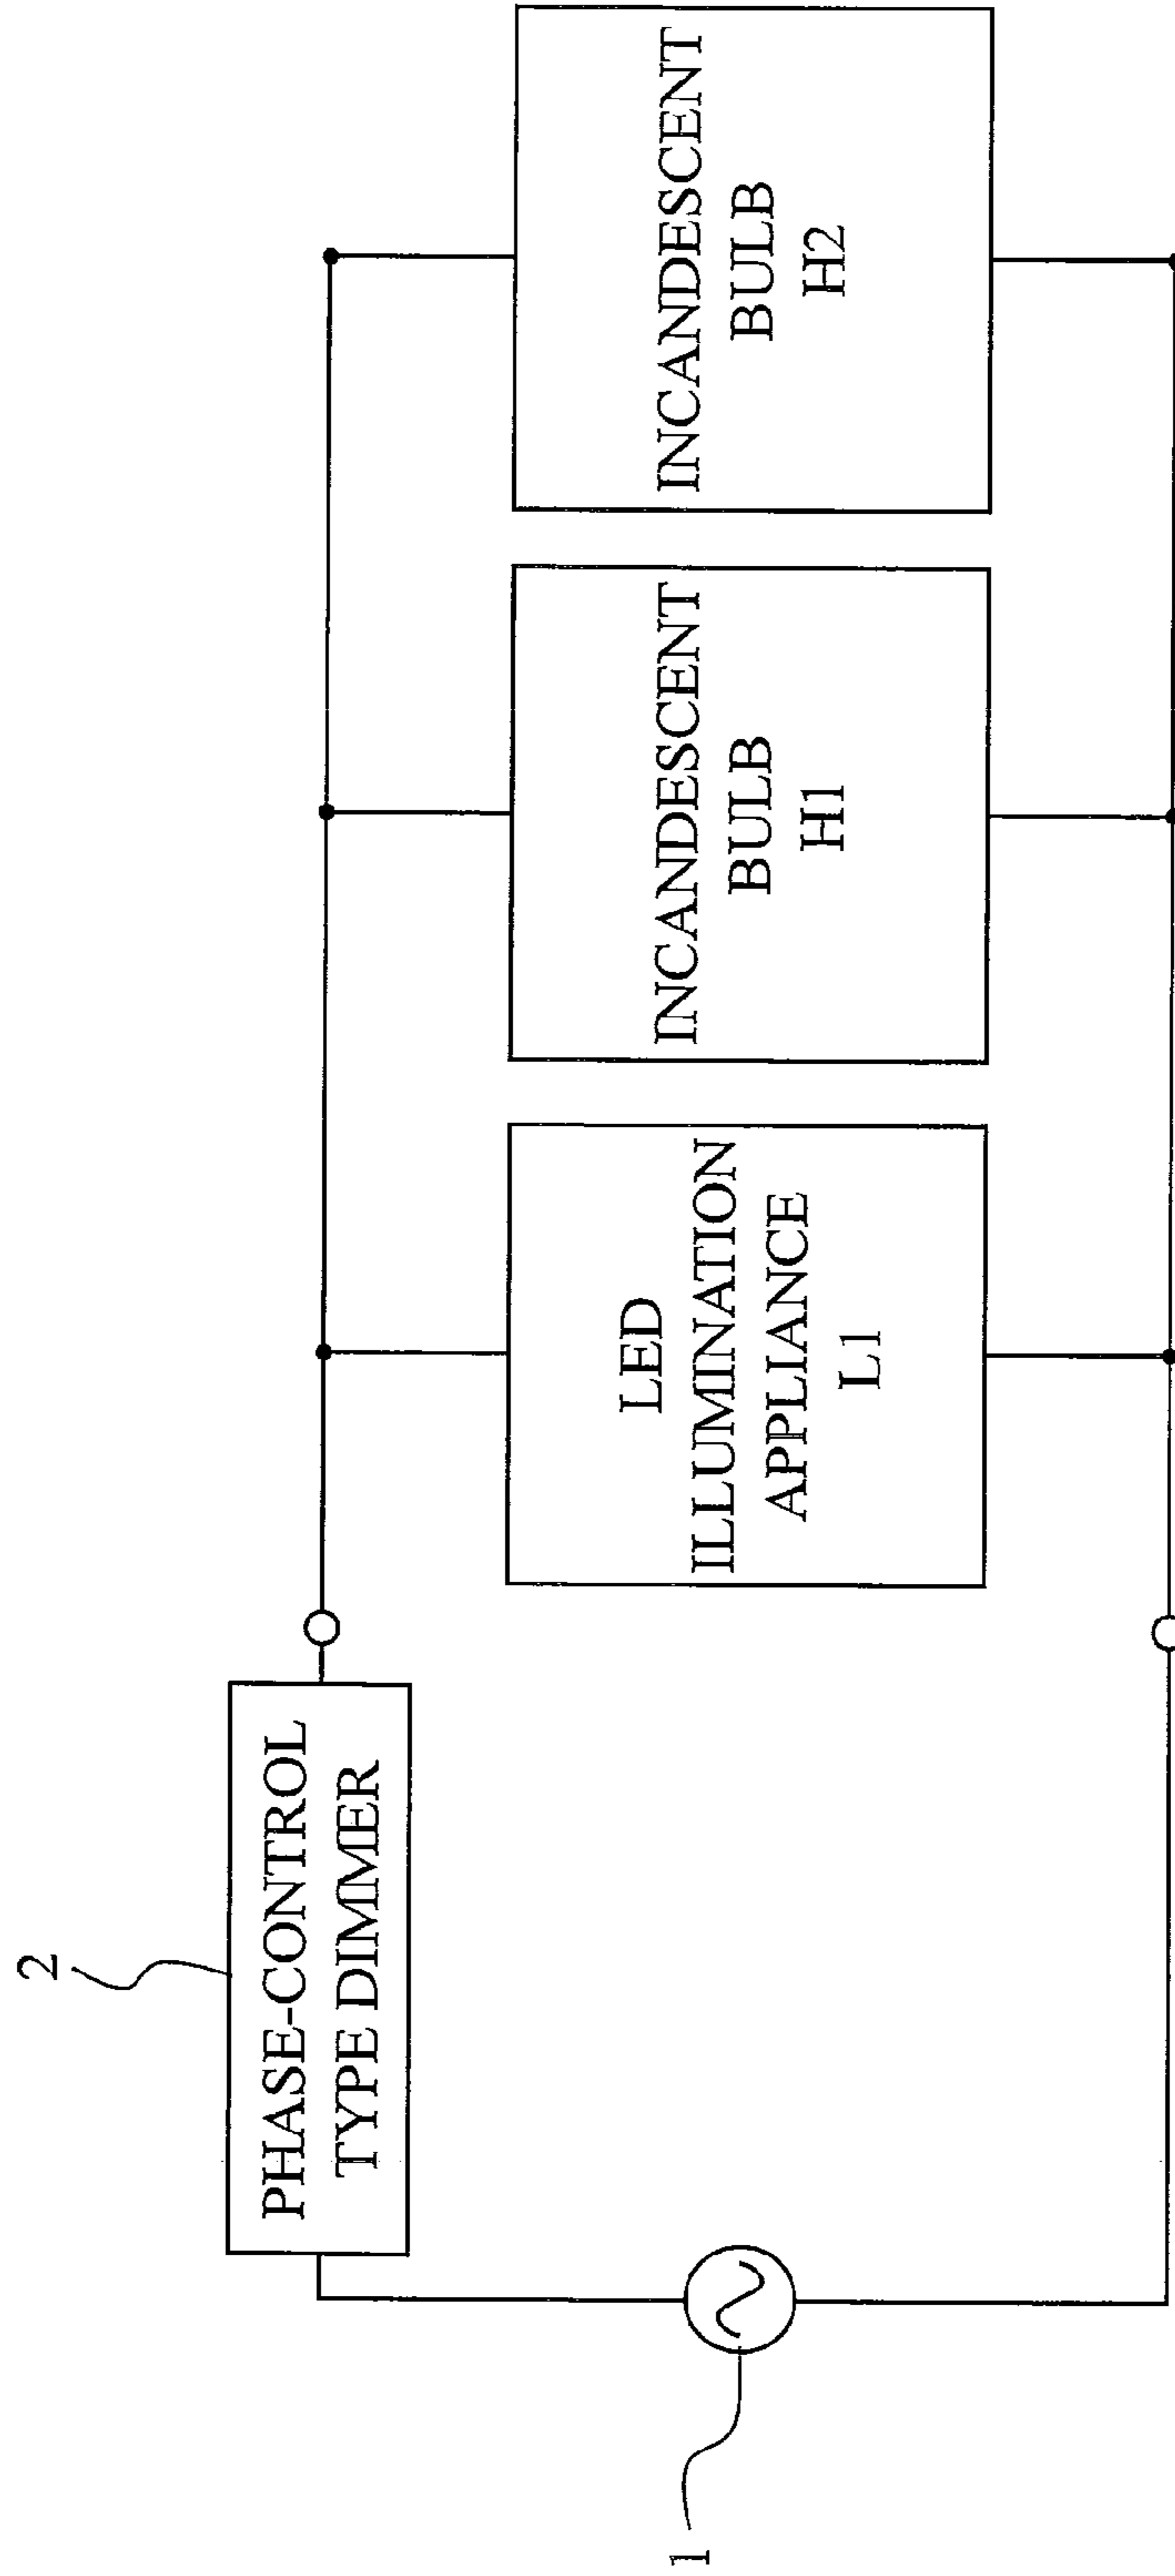 2
PHASE-CONTROL
TYPE DIMMER
1
LED
ILLUMINATION
APPLIANCE
L1
INCANDESCENT
BULB
H1
INCANDESCENT
BULB
H2